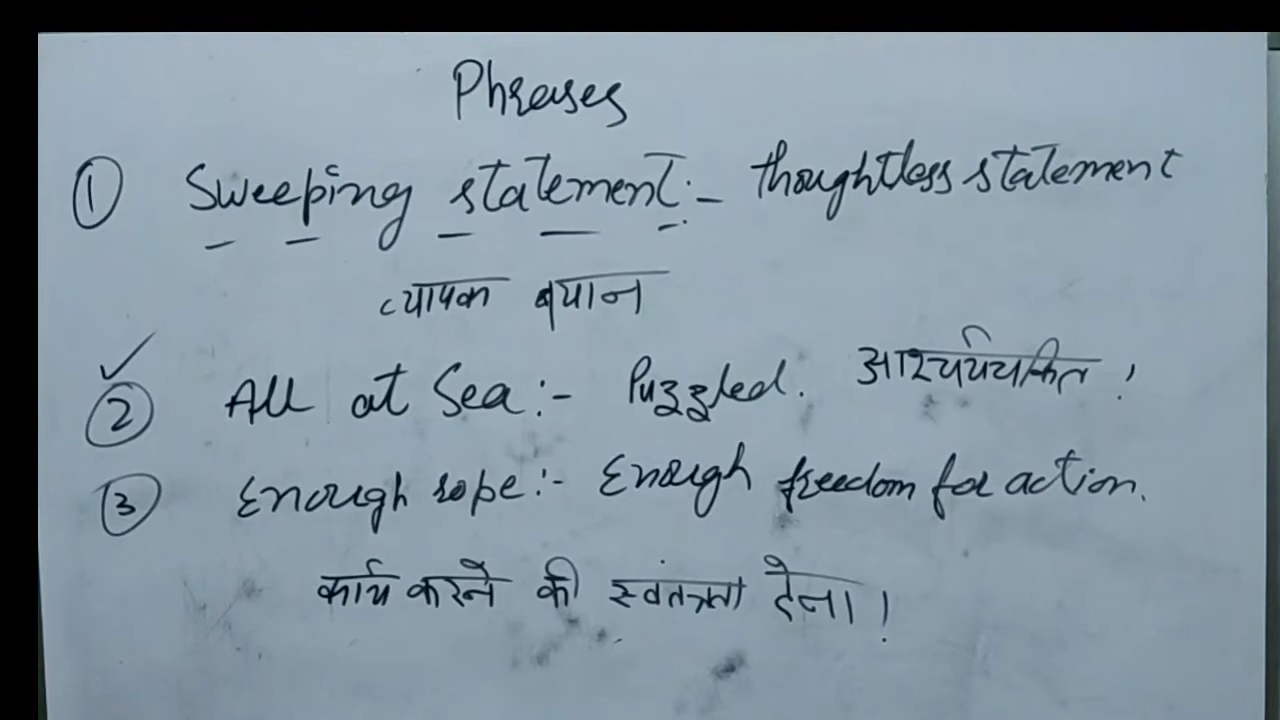 Phrases
① Sweeping statement:- thoughtless statement
व्यापक बयान
② All at Sea:- Puzzled. आश्चर्यचकित !
③ Enough rope:- Enough freedom for action.
कार्य करने की स्वतंत्रता देना।